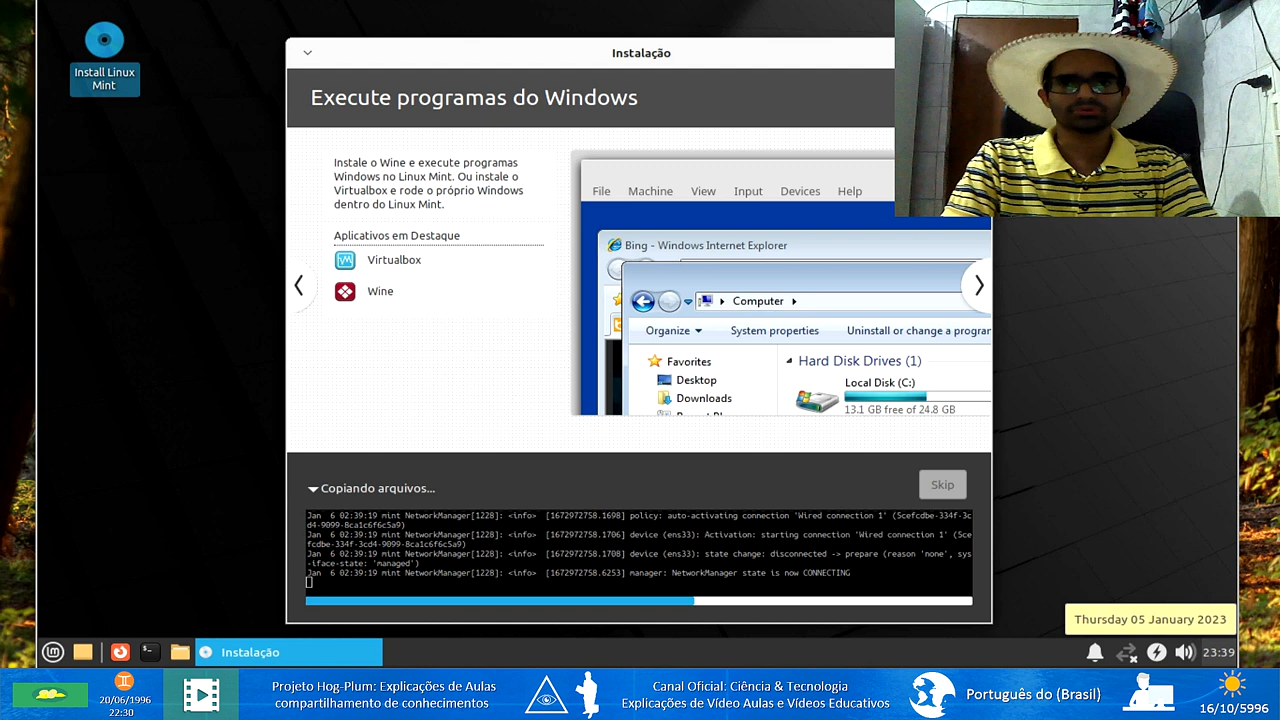 Install Linux
Mint
Instalação
Execute programas do Windows
Instale o Wine e execute programas
Windows no Linux Mint. Ou instale o
Virtualbox e rode o próprio Windows
dentro do Linux Mint.
Aplicativos em Destaque
Virtualbox
Wine
File Machine View Input Devices Help
Bing - Windows Internet Explorer
Computer
Organize System properties Uninstall or change a progran
Favorites
Desktop
Downloads
Hard Disk Drives (1)
Local Disk (C:)
13.1 GB free of 24.8 GB
Copiando arquivos...
Skip
Jan 6 02:39:19 mint NetworkManager[1228]: <info> [1672972758.1698] policy: auto-activating connection 'Wired connection 1' (5cefcdbe-334f-3c
d4-9099-8ca1c6f6c5a9)
Jan 6 02:39:19 mint NetworkManager[1228]: <info> [1672972758.1706] device (ens33): Activation: starting connection 'Wired connection 1' (5ce
fcdbe-334f-3cd4-9099-8ca1c6f6c5a9)
Jan 6 02:39:19 mint NetworkManager[1228]: <info> [1672972758.1708] device (ens33): state change: disconnected -> prepare (reason 'none', sys
-iface-state: 'managed')
Jan 6 02:39:19 mint NetworkManager[1228]: <info> [1672972758.6253] manager: NetworkManager state is now CONNECTING
Thursday 05 January 2023
Instalação
23:39
20/06/1996
22:30
Projeto Hog-Plum: Explicações de Aulas
compartilhamento de conhecimentos
Canal Oficial: Ciência & Tecnologia
Explicações de Vídeo Aulas e Vídeos Educativos
Português do (Brasil)
16/10/5996